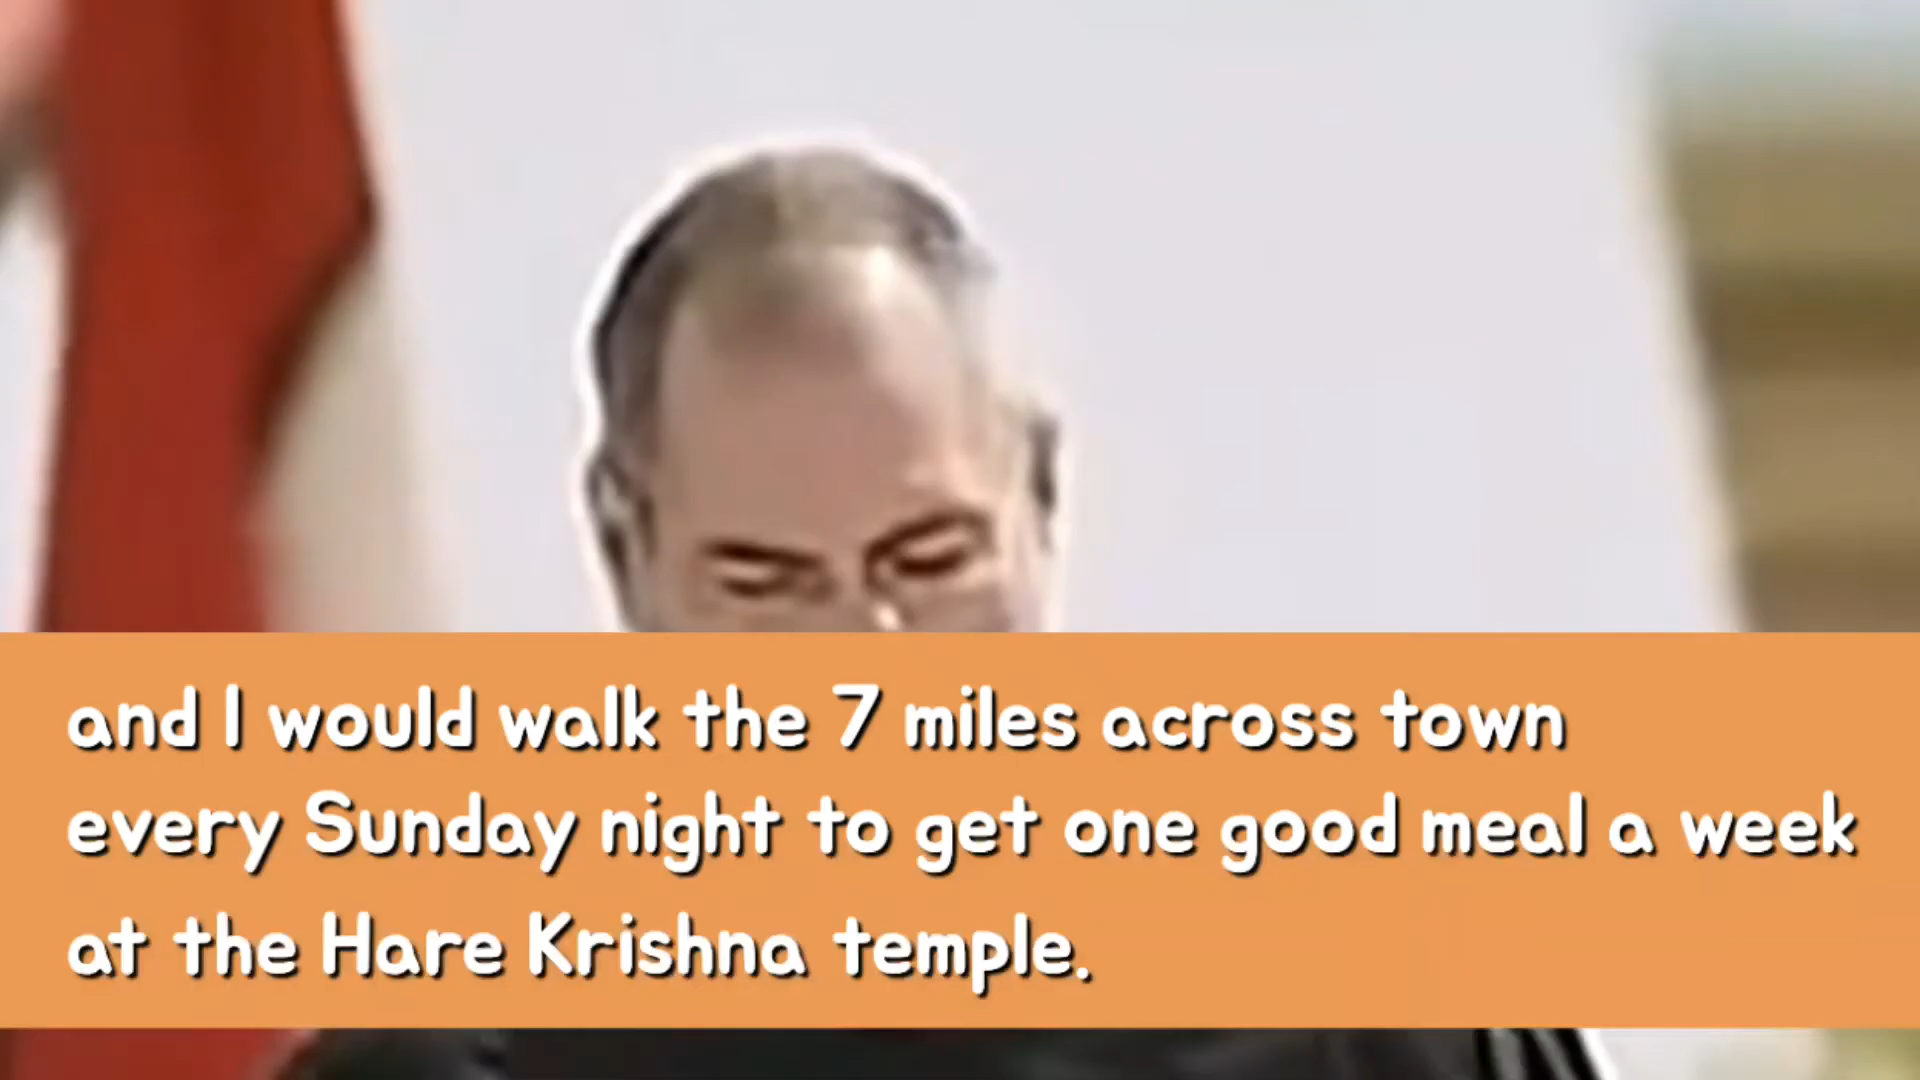 and I would walk the 7 miles across town
every Sunday night to get one good meal a week
at the Hare Krishna temple.